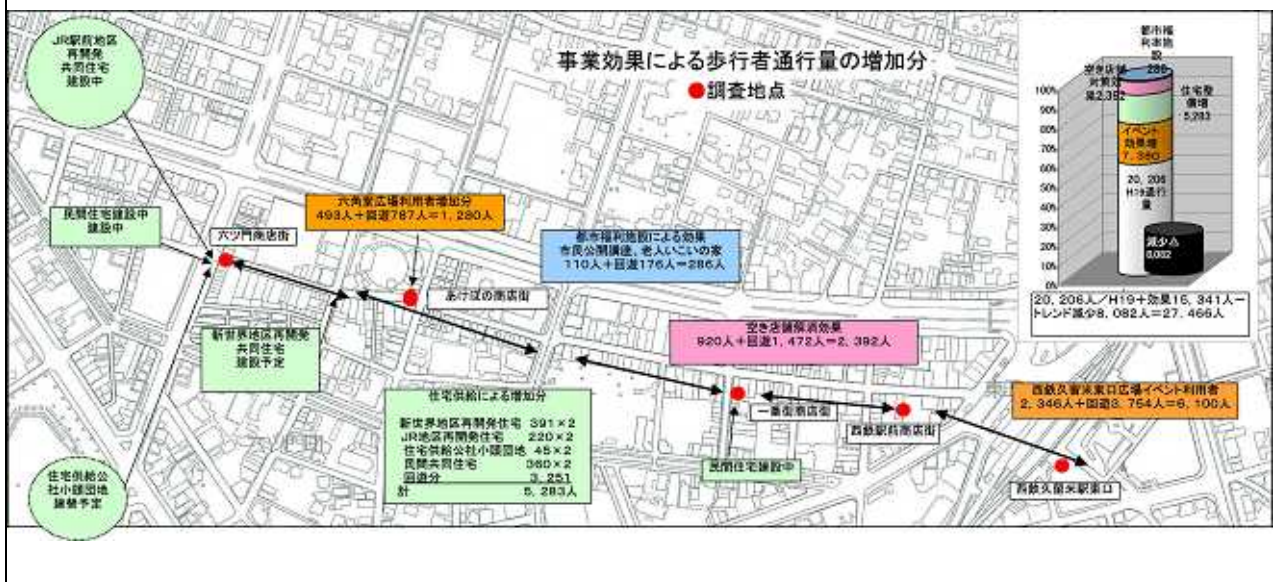 事業効果による歩行者通行量の増加分
●調査地点
JR駅前地区
再開発
共同住宅
建設中
民間住宅建設中
建設中
六ツ門商店街
六角堂広場利用者増加分
493人+回遊787人=1,280人
あけぼの商店街
都市福利施設による効果
市民公開講座、老人いこいの家
110人+回遊176人=286人
新世界地区再開発
共同住宅
建設予定
空き店舗解消効果
920人+回遊1,472人=2,392人
住宅供給による増加分
新世界地区再開発住宅 391×2
JR地区再開発住宅 220×2
住宅供給公社小頭団地 45×2
民間共同住宅 360×2
回遊分 3,251
計 5,283人
一番街商店街
西鉄駅前商店街
民間住宅建設中
西鉄久留米東口広場イベント利用者
2,346人+回遊3,754人=6,100人
西鉄久留米駅東口
住宅供給公
社小頭団地
建替予定
都市福
利施設
286
空き店舗
対策効
果2,392
住宅整
備増
5,283
イベント
効果増
7,380
20,206
H19通行
量
減少△
8,082
100%
90%
80%
70%
60%
50%
40%
30%
20%
10%
0%
20,206人/H19+効果15,341人-
トレンド減少8,082人=27,466人